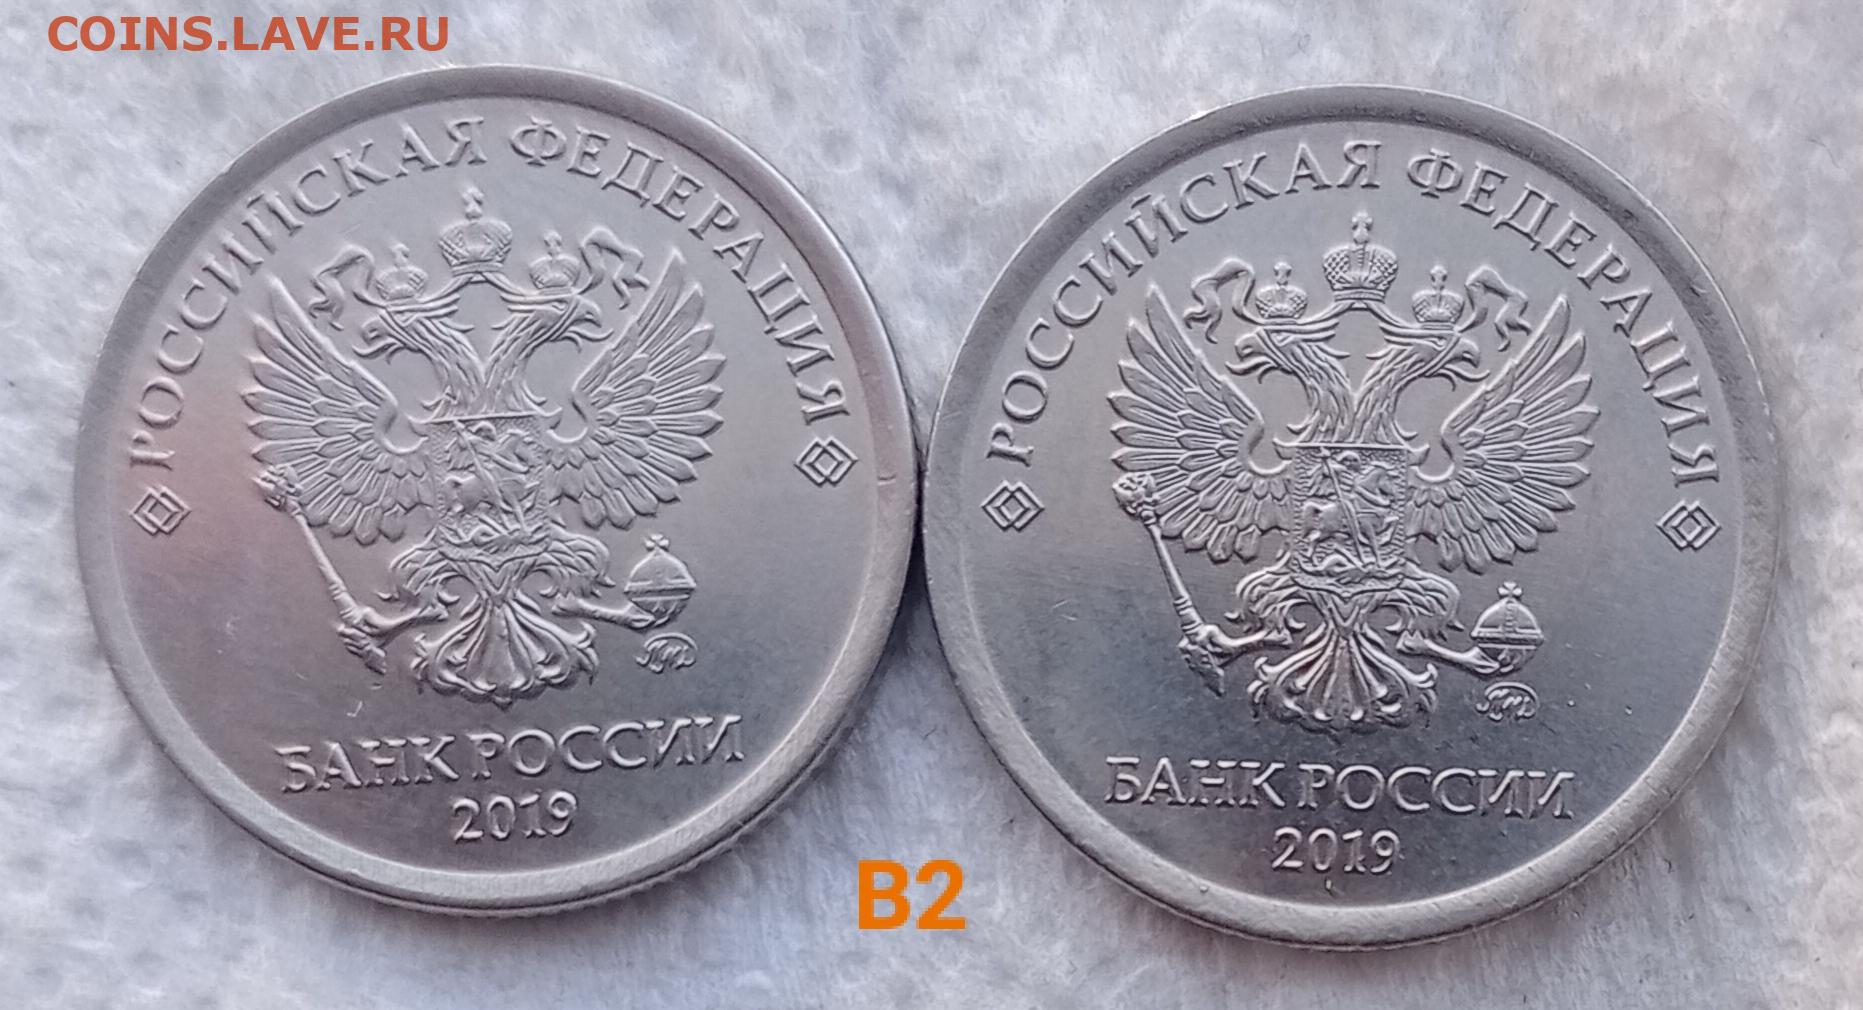 COINS.LAVE.RU
РОССИЙСКАЯ ФЕДЕРАЦИЯ
БАНК РОССИИ
2019
РОССИЙСКАЯ ФЕДЕРАЦИЯ
БАНК РОССИИ
2019
B2